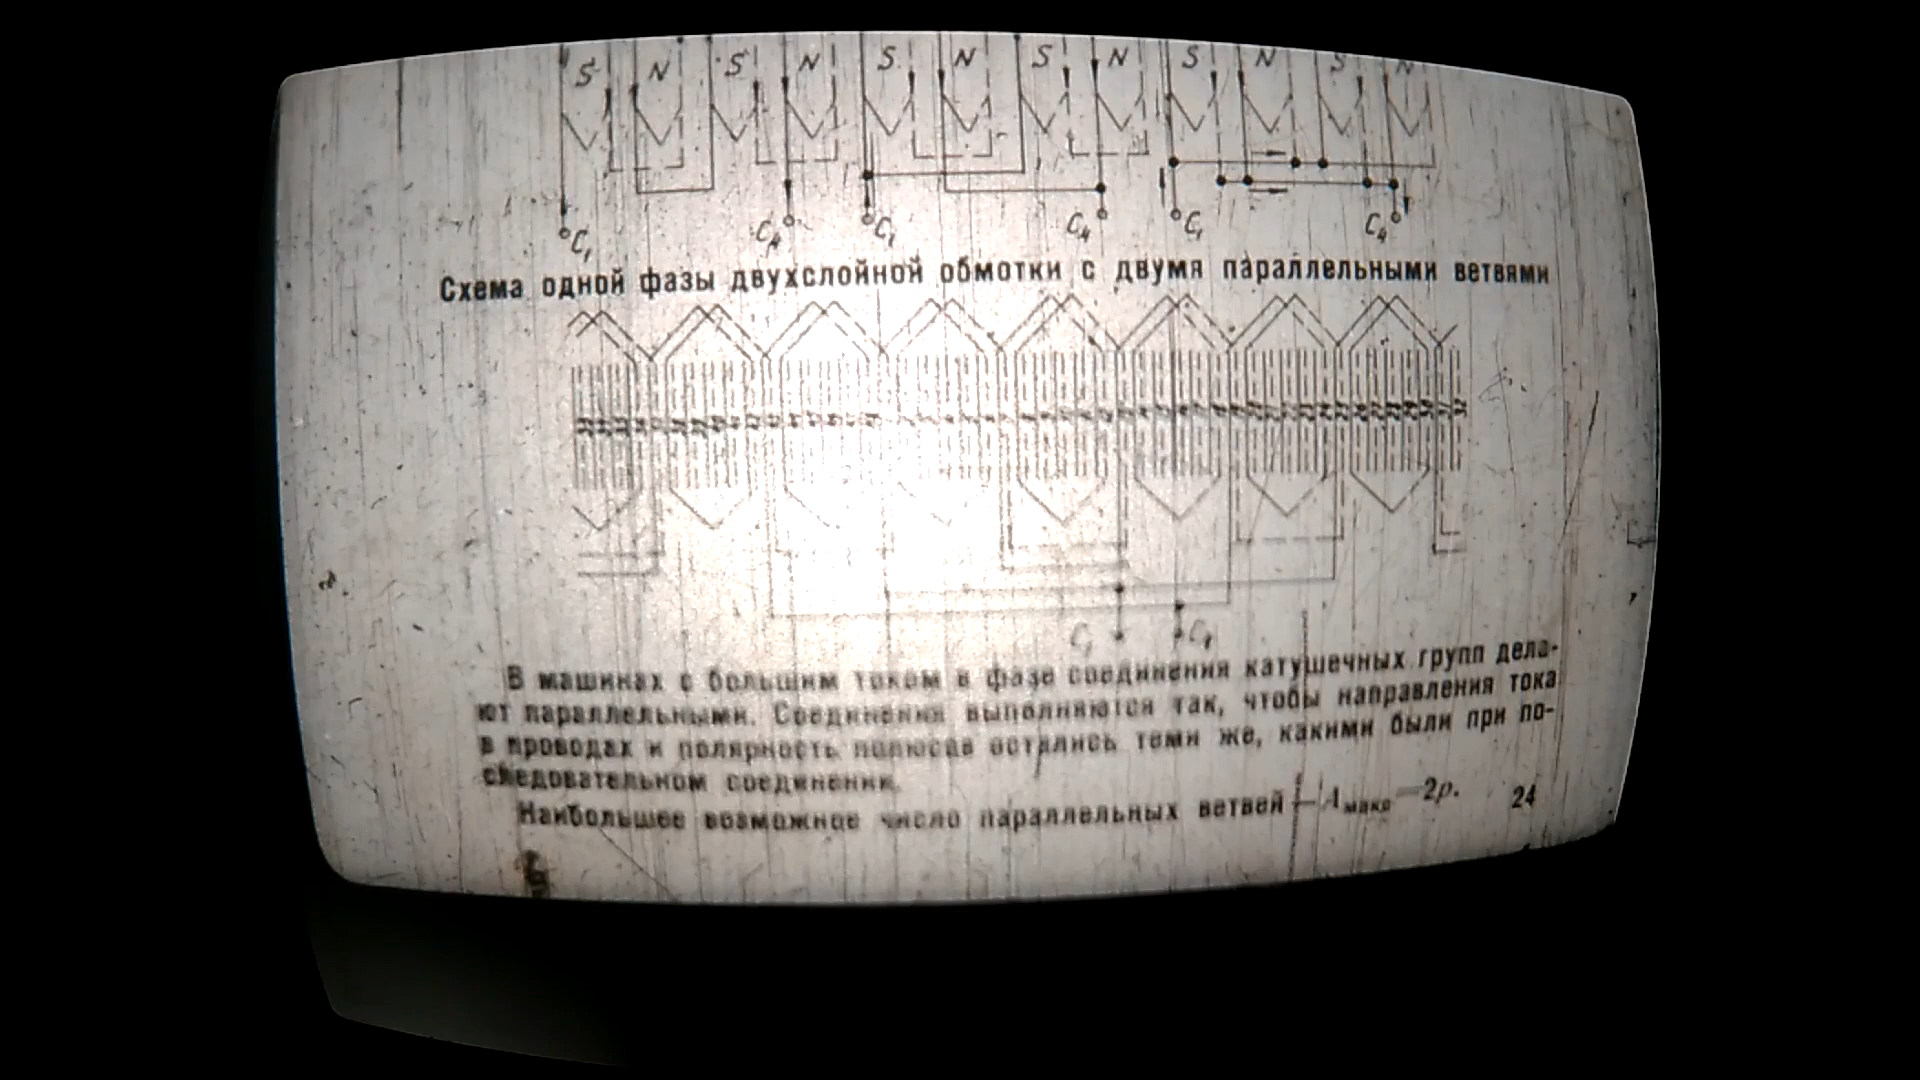 S N S N S N S N S N S N
C₁ C₄ C₁ C₄ C₁ C₄
Схема одной фазы двухслойной обмотки с двумя параллельными ветвями
C₁ C₄
В машинах с большим током в фазе соединения катушечных групп дела-
ют параллельными. Соединения выполняются так, чтобы направления тока
в проводах и полярность полюсов остались теми же, какими были при по-
следовательном соединении.
Наибольшее возможное число параллельных ветвей — Aмакс = 2p.
24